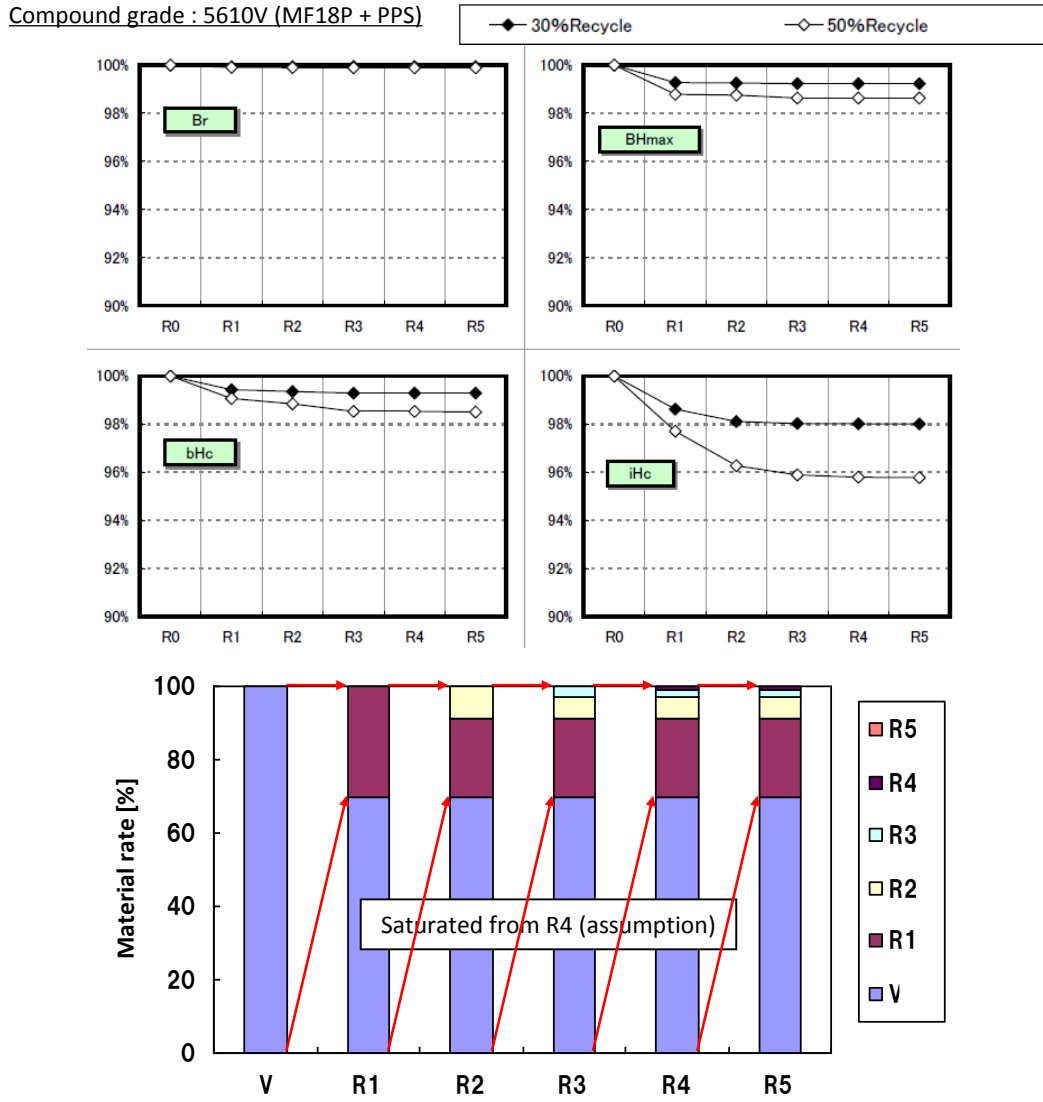 Compound grade : 5610V (MF18P + PPS)
30%Recycle 50%Recycle
100%
98%
96%
94%
92%
90%
Br
R0 R1 R2 R3 R4 R5
100%
98%
96%
94%
92%
90%
BHmax
R0 R1 R2 R3 R4 R5
100%
98%
96%
94%
92%
90%
bHc
R0 R1 R2 R3 R4 R5
100%
98%
96%
94%
92%
90%
iHc
R0 R1 R2 R3 R4 R5
Material rate [%]
100
80
60
40
20
0
Saturated from R4 (assumption)
V R1 R2 R3 R4 R5
R5
R4
R3
R2
R1
V